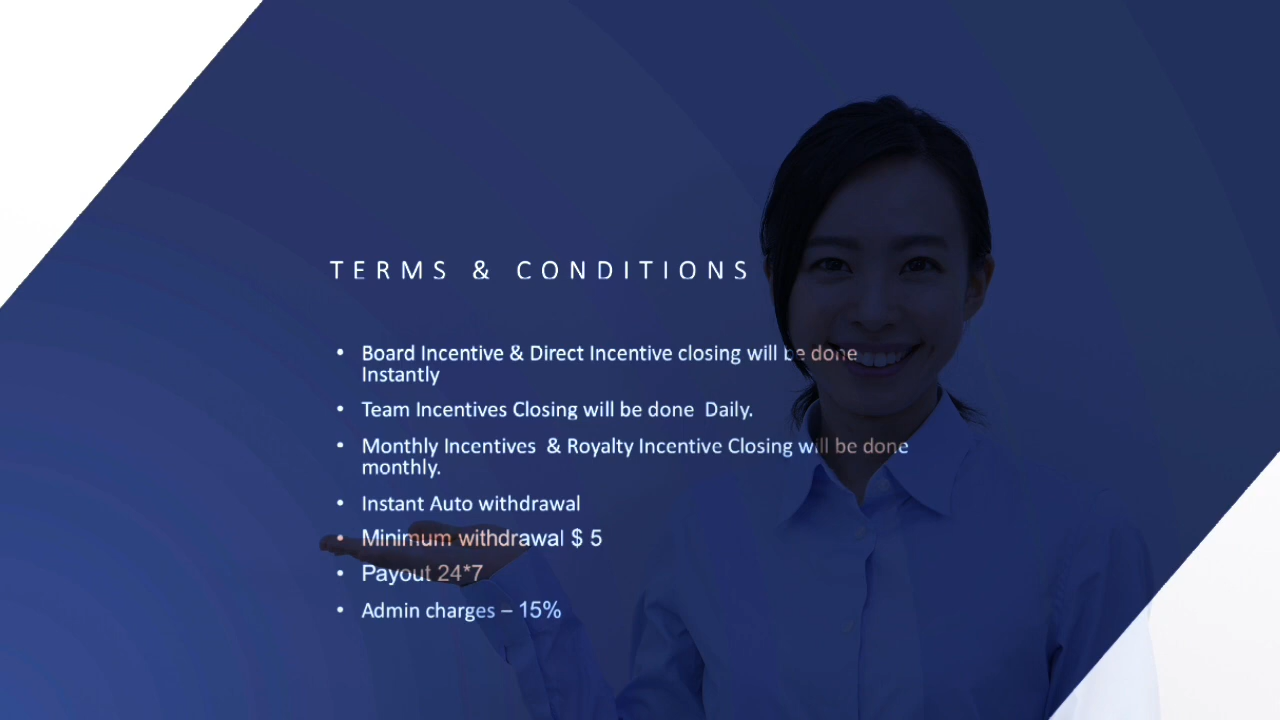 TERMS & CONDITIONS
• Board Incentive & Direct Incentive closing will be done
Instantly
• Team Incentives Closing will be done  Daily.
• Monthly Incentives  & Royalty Incentive Closing will be done
monthly.
• Instant Auto withdrawal
• Minimum withdrawal $ 5
• Payout 24*7
• Admin charges – 15%